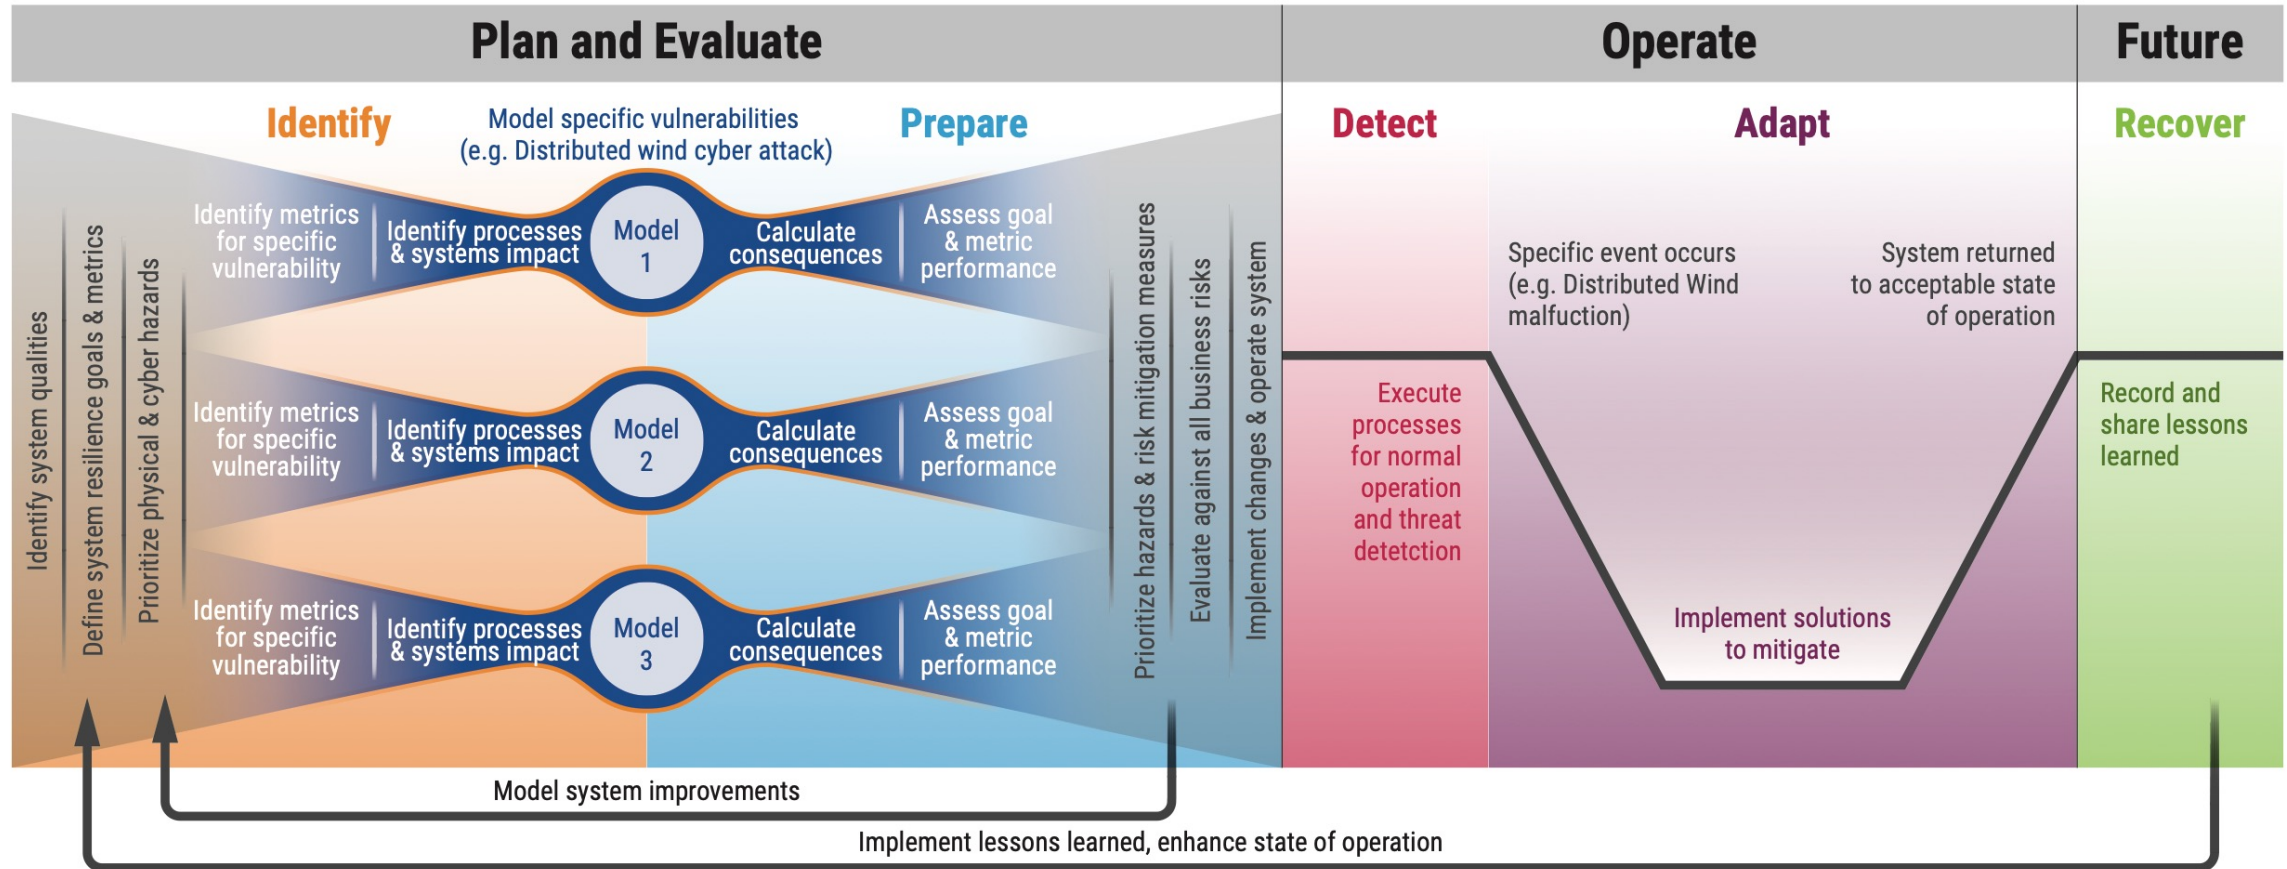 Plan and Evaluate
Operate
Future
Identify
Model specific vulnerabilities
(e.g. Distributed wind cyber attack)
Prepare
Detect
Adapt
Recover
Identify system qualities
Define system resilience goals & metrics
Prioritize physical & cyber hazards
Identify metrics
for specific
vulnerability
Identify processes
& systems impact
Model
1
Calculate
consequences
Assess goal
& metric
performance
Identify metrics
for specific
vulnerability
Identify processes
& systems impact
Model
2
Calculate
consequences
Assess goal
& metric
performance
Identify metrics
for specific
vulnerability
Identify processes
& systems impact
Model
3
Calculate
consequences
Assess goal
& metric
performance
Prioritize hazards & risk mitigation measures
Evaluate against all business risks
Implement changes & operate system
Execute
processes
for normal
operation
and threat
detetction
Specific event occurs
(e.g. Distributed Wind
malfuction)
System returned
to acceptable state
of operation
Implement solutions
to mitigate
Record and
share lessons
learned
Model system improvements
Implement lessons learned, enhance state of operation